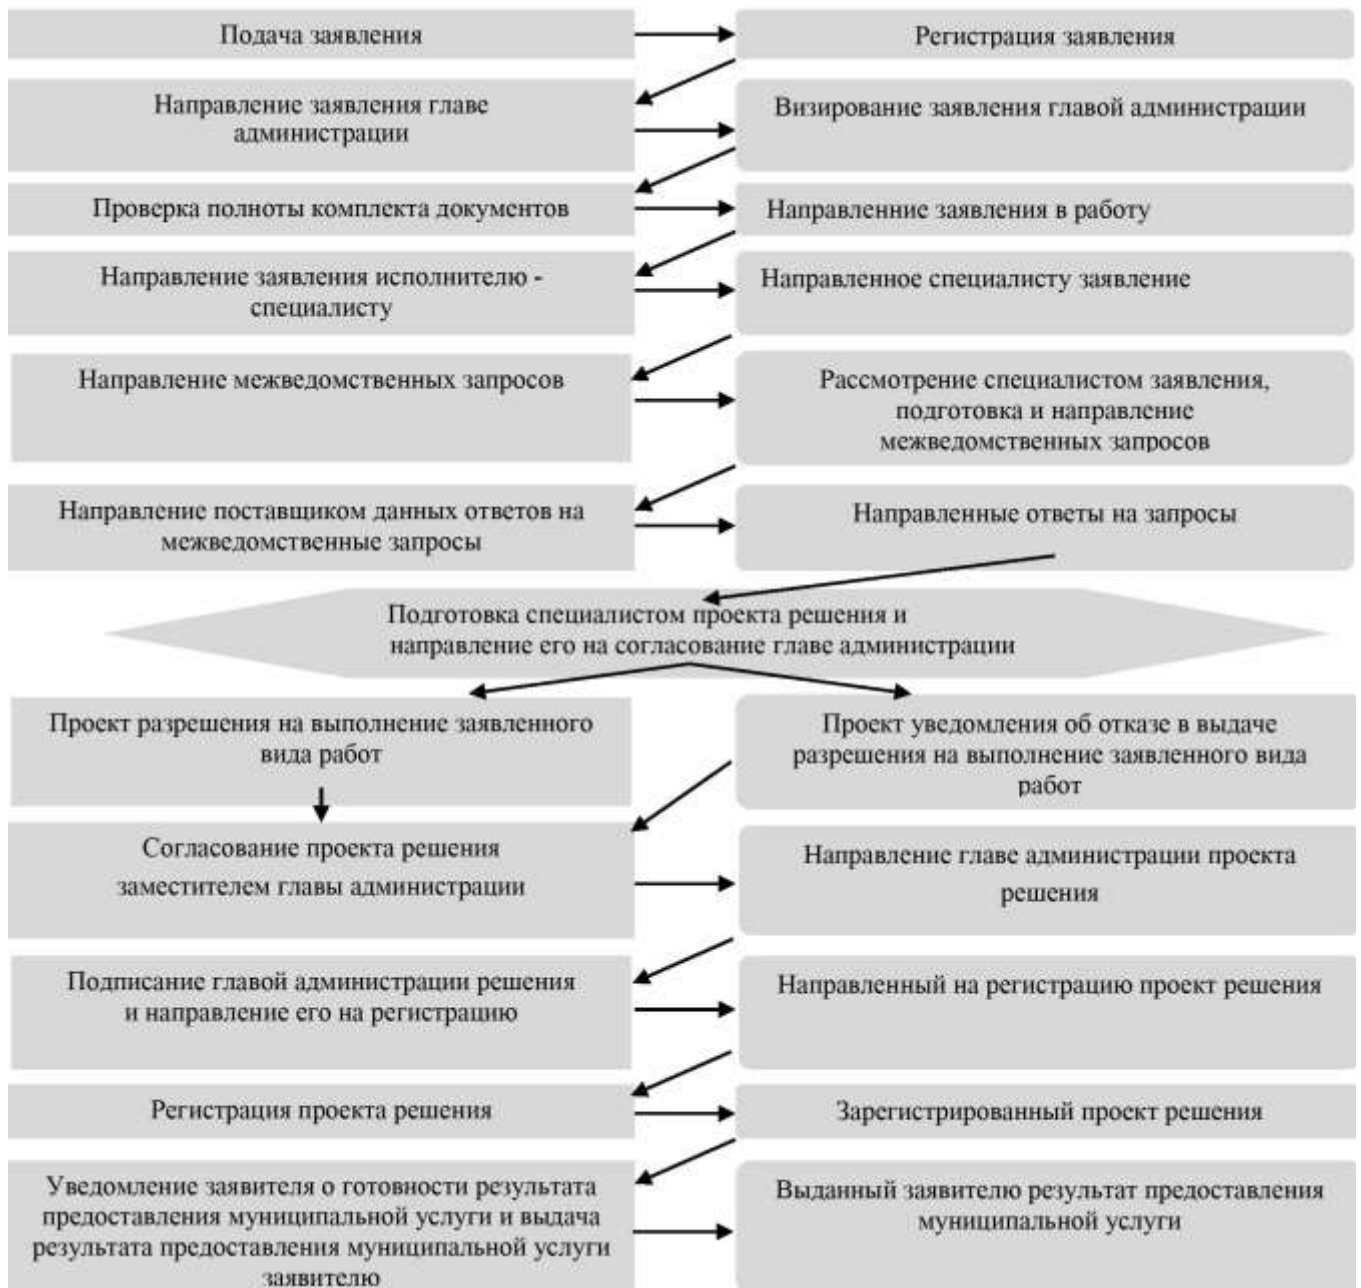 Подача заявления
Регистрация заявления
Направление заявления главе
администрации
Визирование заявления главой администрации
Проверка полноты комплекта документов
Направленние заявления в работу
Направление заявления исполнителю -
специалисту
Направленное специалисту заявление
Направление межведомственных запросов
Рассмотрение специалистом заявления,
подготовка и направление
межведомственных запросов
Направление поставщиком данных ответов на
межведомственные запросы
Направленные ответы на запросы
Подготовка специалистом проекта решения и
направление его на согласование главе администрации
Проект разрешения на выполнение заявленного
вида работ
Проект уведомления об отказе в выдаче
разрешения на выполнение заявленного вида
работ
Согласование проекта решения
заместителем главы администрации
Направление главе администрации проекта
решения
Подписание главой администрации решения
и направление его на регистрацию
Направленный на регистрацию проект решения
Регистрация проекта решения
Зарегистрированный проект решения
Уведомление заявителя о готовности результата
предоставления муниципальной услуги и выдача
результата предоставления муниципальной услуги
заявителю
Выданный заявителю результат предоставления
муниципальной услуги